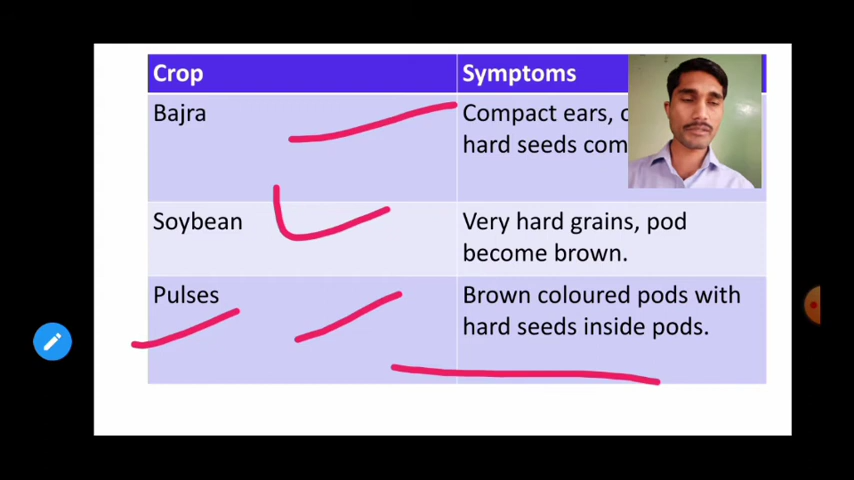 Crop
Symptoms
Bajra
Compact ears,
hard seeds
Soybean
Very hard grains, pod
become brown.
Pulses
Brown coloured pods with
hard seeds inside pods.